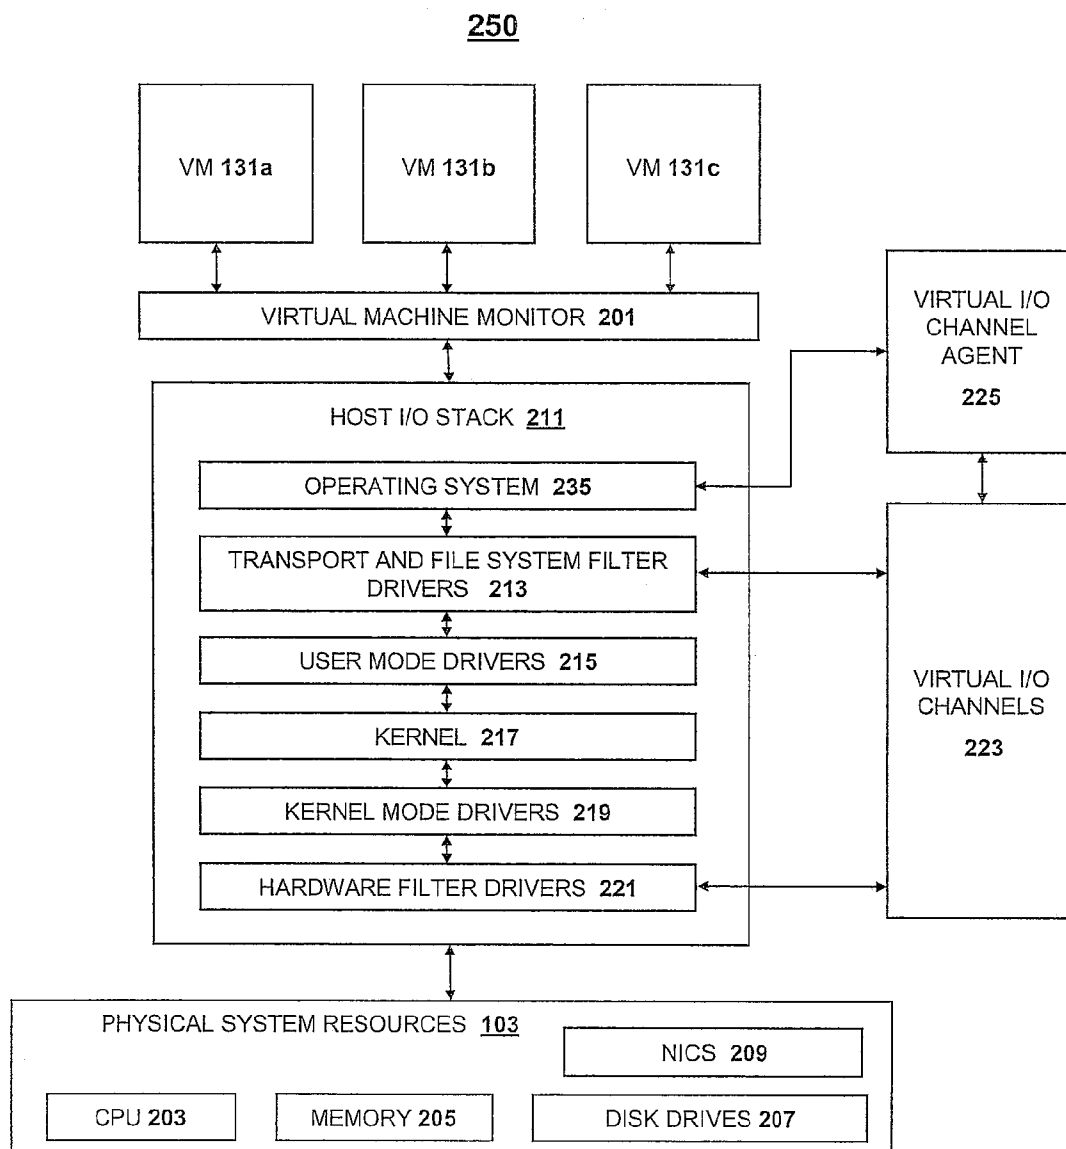 250
VM 131a
VM 131b
VM 131c
VIRTUAL MACHINE MONITOR 201
VIRTUAL I/O
CHANNEL
AGENT
225
HOST I/O STACK 211
OPERATING SYSTEM 235
TRANSPORT AND FILE SYSTEM FILTER
DRIVERS 213
USER MODE DRIVERS 215
KERNEL 217
KERNEL MODE DRIVERS 219
HARDWARE FILTER DRIVERS 221
VIRTUAL I/O
CHANNELS
223
PHYSICAL SYSTEM RESOURCES 103
NICS 209
CPU 203
MEMORY 205
DISK DRIVES 207